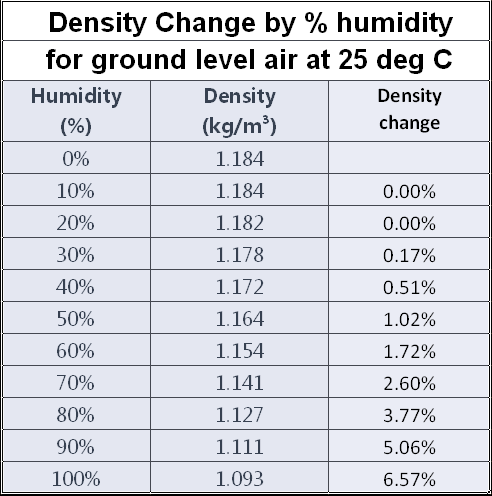 Density Change by % humidity
for ground level air at 25 deg C
Humidity (%) Density (kg/m³) Density change
0% 1.184
10% 1.184 0.00%
20% 1.182 0.00%
30% 1.178 0.17%
40% 1.172 0.51%
50% 1.164 1.02%
60% 1.154 1.72%
70% 1.141 2.60%
80% 1.127 3.77%
90% 1.111 5.06%
100% 1.093 6.57%